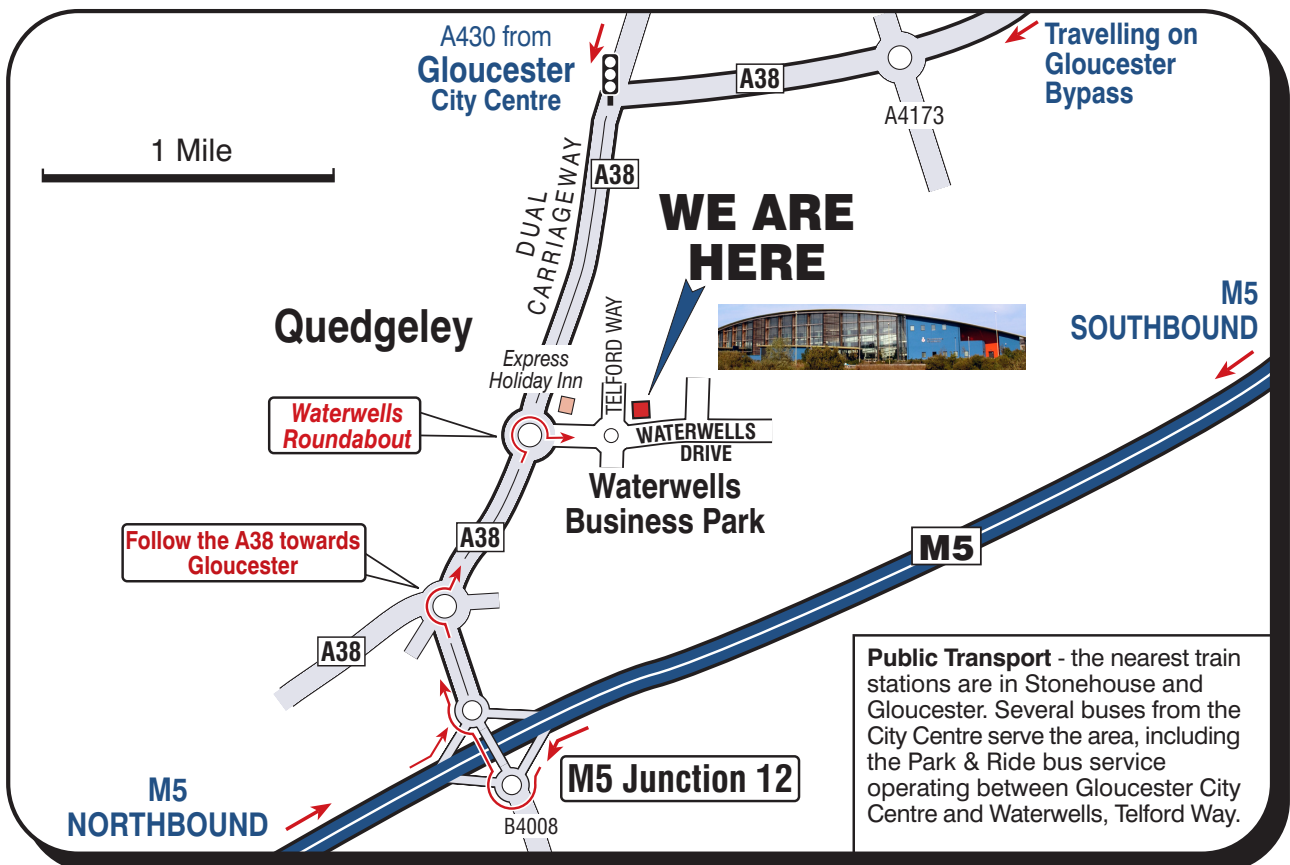 A430 from
Gloucester
City Centre
A38
Travelling on
Gloucester
Bypass
A4173
1 Mile
A38
DUAL
CARRIAGEWAY
WE ARE
HERE
M5
SOUTHBOUND
Quedgeley
Express
Holiday Inn
TELFORD WAY
Waterwells
Roundabout
WATERWELLS
DRIVE
Waterwells
Business Park
Follow the A38 towards
Gloucester
A38
M5
A38
Public Transport - the nearest train
stations are in Stonehouse and
Gloucester. Several buses from the
City Centre serve the area, including
the Park & Ride bus service
operating between Gloucester City
Centre and Waterwells, Telford Way.
M5 Junction 12
M5
NORTHBOUND
B4008